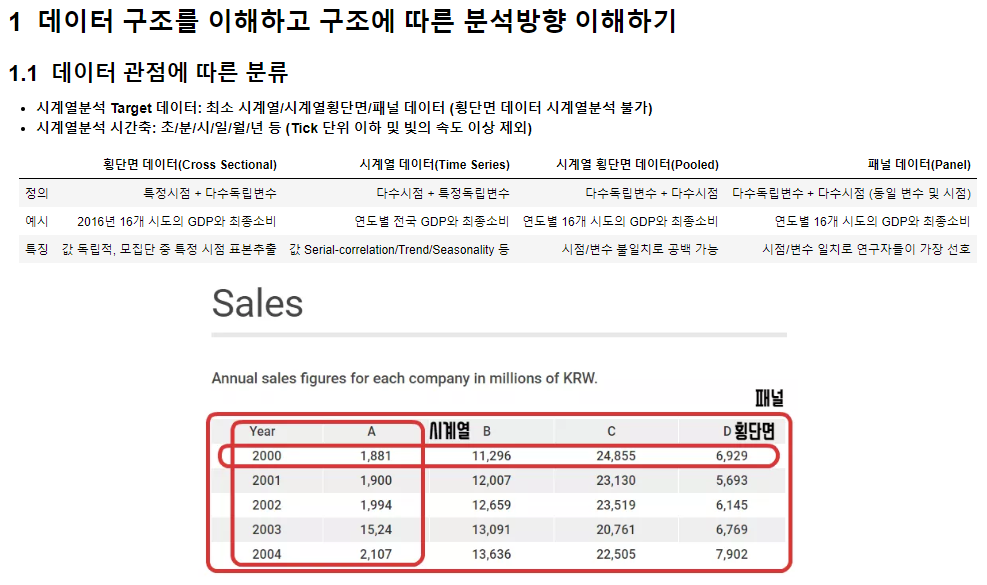 1 데이터 구조를 이해하고 구조에 따른 분석방향 이해하기
1.1 데이터 관점에 따른 분류
• 시계열분석 Target 데이터: 최소 시계열/시계열횡단면/패널 데이터 (횡단면 데이터 시계열분석 불가)
• 시계열분석 시간축: 초/분/시/일/월/년 등 (Tick 단위 이하 및 빛의 속도 이상 제외)
횡단면 데이터(Cross Sectional) 시계열 데이터(Time Series) 시계열 횡단면 데이터(Pooled) 패널 데이터(Panel)
정의 특정시점 + 다수독립변수 다수시점 + 특정독립변수 다수독립변수 + 다수시점 다수독립변수 + 다수시점 (동일 변수 및 시점)
예시 2016년 16개 시도의 GDP와 최종소비 연도별 전국 GDP와 최종소비 연도별 16개 시도의 GDP와 최종소비 연도별 16개 시도의 GDP와 최종소비
특징 값 독립적, 모집단 중 특정 시점 표본추출 값 Serial-correlation/Trend/Seasonality 등 시점/변수 불일치로 공백 가능 시점/변수 일치로 연구자들이 가장 선호
Sales
Annual sales figures for each company in millions of KRW.
패널
Year A 시계열 B C D 횡단면
2000 1,881 11,296 24,855 6,929
2001 1,900 12,007 23,130 5,693
2002 1,994 12,659 23,519 6,145
2003 15,24 13,091 20,761 6,769
2004 2,107 13,636 22,505 7,902